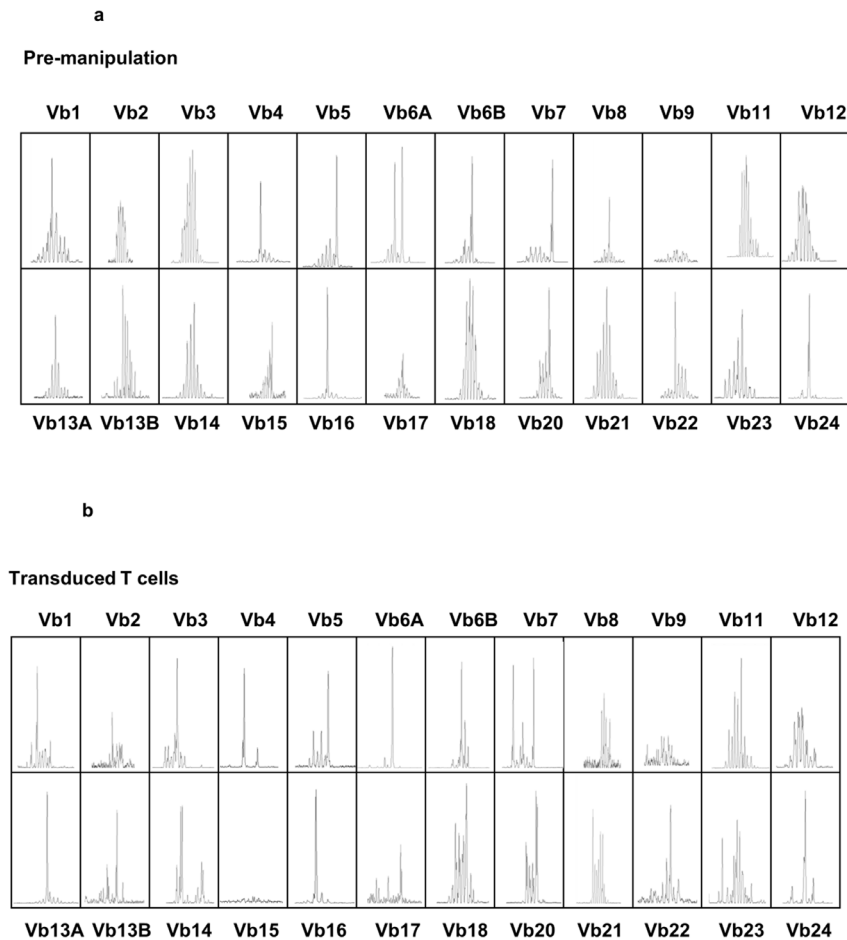 a
Pre-manipulation
Vb1 Vb2 Vb3 Vb4 Vb5 Vb6A Vb6B Vb7 Vb8 Vb9 Vb11 Vb12
Vb13A Vb13B Vb14 Vb15 Vb16 Vb17 Vb18 Vb20 Vb21 Vb22 Vb23 Vb24
b
Transduced T cells
Vb1 Vb2 Vb3 Vb4 Vb5 Vb6A Vb6B Vb7 Vb8 Vb9 Vb11 Vb12
Vb13A Vb13B Vb14 Vb15 Vb16 Vb17 Vb18 Vb20 Vb21 Vb22 Vb23 Vb24